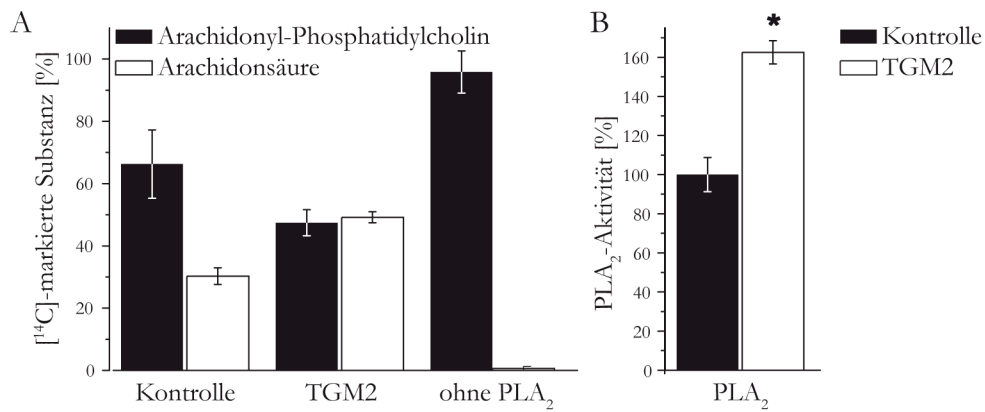 A
Arachidonyl-Phosphatidylcholin
Arachidonsäure
[¹⁴C]-markierte Substanz [%]
100
80
60
40
20
0
Kontrolle
TGM2
ohne PLA₂
B
*
Kontrolle
TGM2
PLA₂-Aktivität [%]
160
140
120
100
80
60
40
20
0
PLA₂